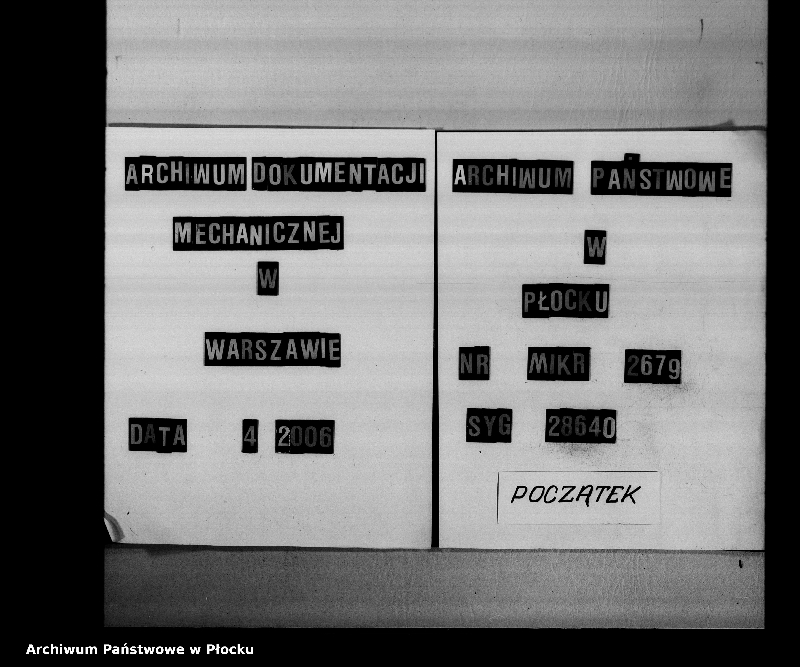 ARCHIWUM DOKUMENTACJI
MECHANICZNEJ
W
WARSZAWIE
DATA 4 2006
ARCHIWUM PAŃSTWOWE
W
PŁOCKU
NR MIKR 2679
SYG 28640
POCZĄTEK
Archiwum Państwowe w Płocku